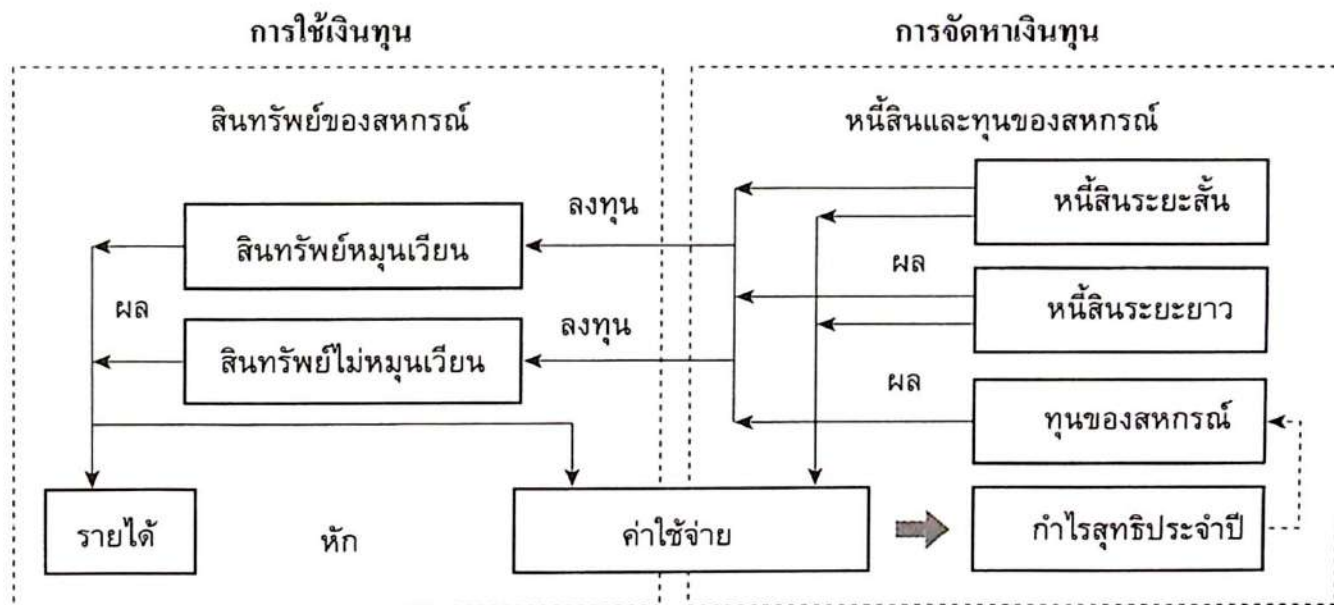 การใช้เงินทุน
การจัดหาเงินทุน
สินทรัพย์ของสหกรณ์
หนี้สินและทุนของสหกรณ์
ลงทุน
หนี้สินระยะสั้น
สินทรัพย์หมุนเวียน
ผล
หนี้สินระยะยาว
ผล
ลงทุน
สินทรัพย์ไม่หมุนเวียน
ผล
ทุนของสหกรณ์
รายได้
หัก
ค่าใช้จ่าย
กำไรสุทธิประจำปี